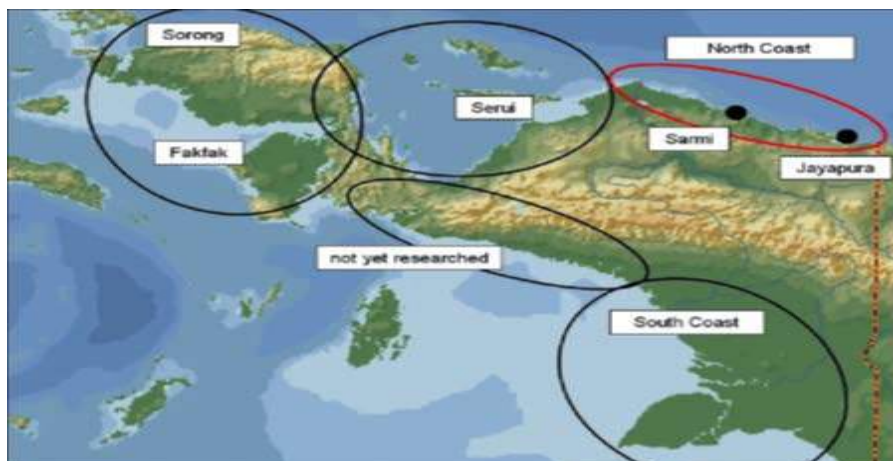 Sorong
North Coast
Serui
Sarmi
Fakfak
Jayapura
not yet researched
South Coast